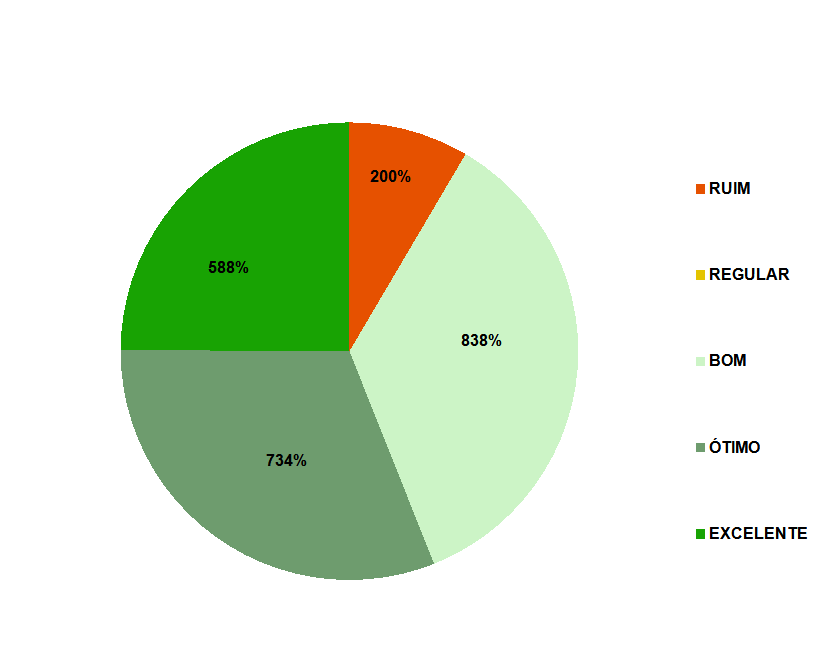 200%
838%
734%
588%
RUIM
REGULAR
BOM
ÓTIMO
EXCELENTE